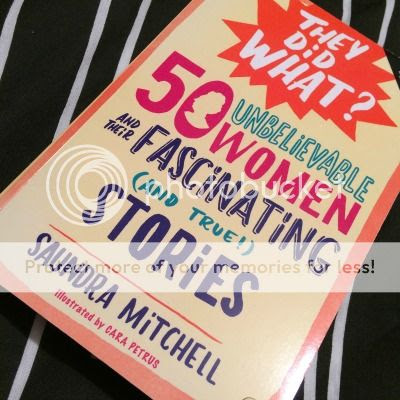 THEY
DID
WHAT?
50 UNBELIEVABLE
WOMEN
AND THEIR FASCINATING
(AND TRUE!)
STORIES
SAUNDRA MITCHELL
illustrated by CARA PETRUS
photobucket
Protect more of your memories for less!